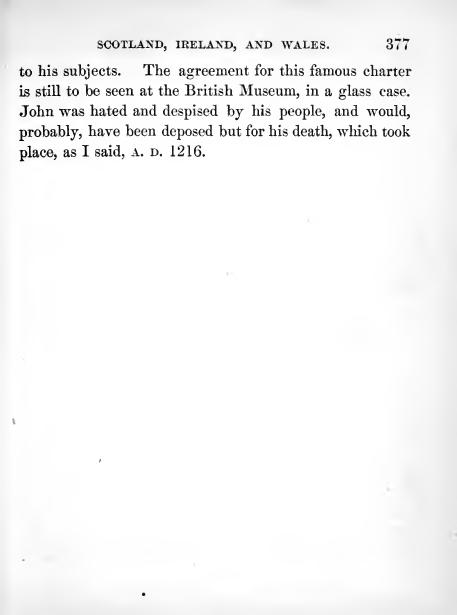 SCOTLAND, IRELAND, AND WALES. 377
to his subjects. The agreement for this famous charter
is still to be seen at the British Museum, in a glass case.
John was hated and despised by his people, and would,
probably, have been deposed but for his death, which took
place, as I said, A. D. 1216.